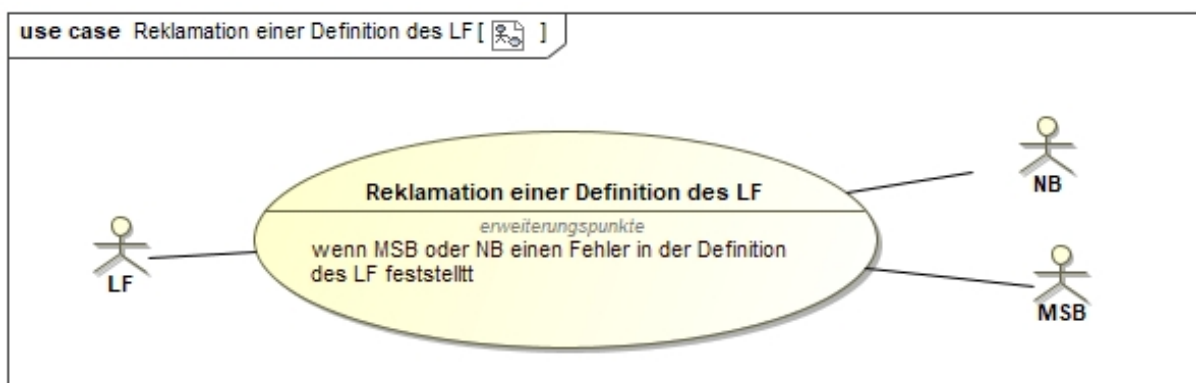 use case Reklamation einer Definition des LF [ ]
NB
Reklamation einer Definition des LF
erweiterungspunkte
wenn MSB oder NB einen Fehler in der Definition
des LF feststelltt
LF
MSB